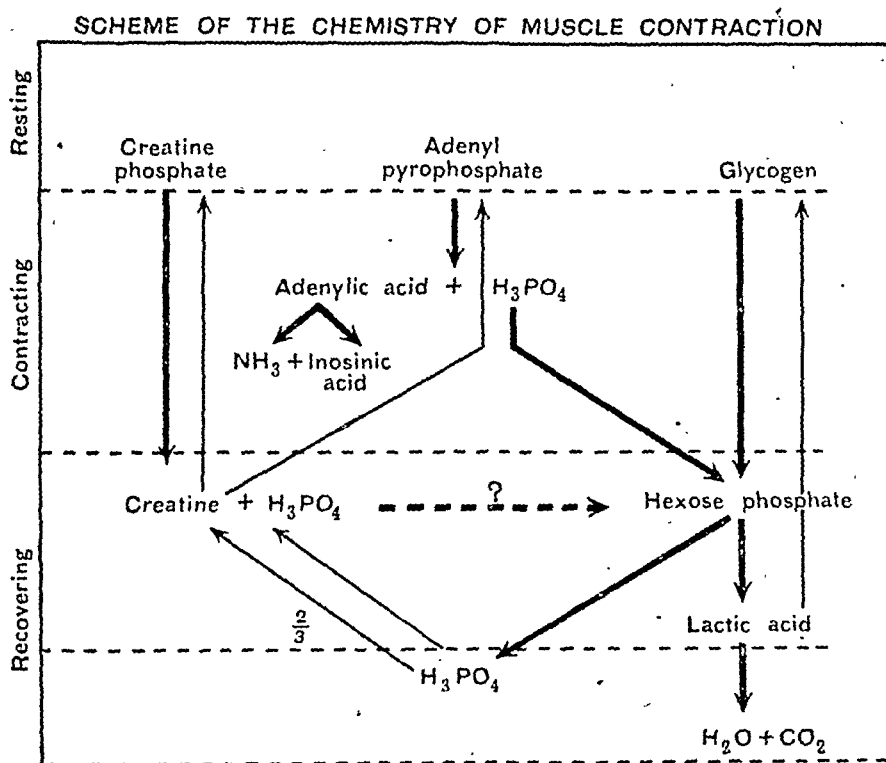 SCHEME OF THE CHEMISTRY OF MUSCLE CONTRACTION
Resting
Creatine
phosphate
Adenyl
pyrophosphate
Glycogen
Contracting
Adenylic acid + H₃PO₄
NH₃ + Inosinic
acid
Recovering
Creatine + H₃PO₄
?
Hexose phosphate
2/3
Lactic acid
H₃PO₄
H₂O + CO₂